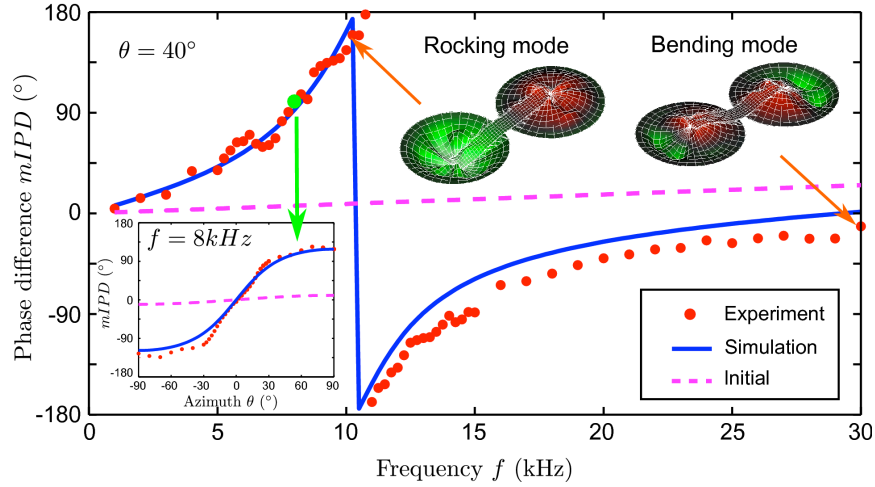 180
90
0
-90
-180
Phase difference mIPD (°)
θ = 40°
Rocking mode
Bending mode
f = 8kHz
180
90
0
-90
-180
mIPD (°)
-90 -60 -30 0 30 60 90
Azimuth θ (°)
Experiment
Simulation
Initial
0 5 10 15 20 25 30
Frequency f (kHz)